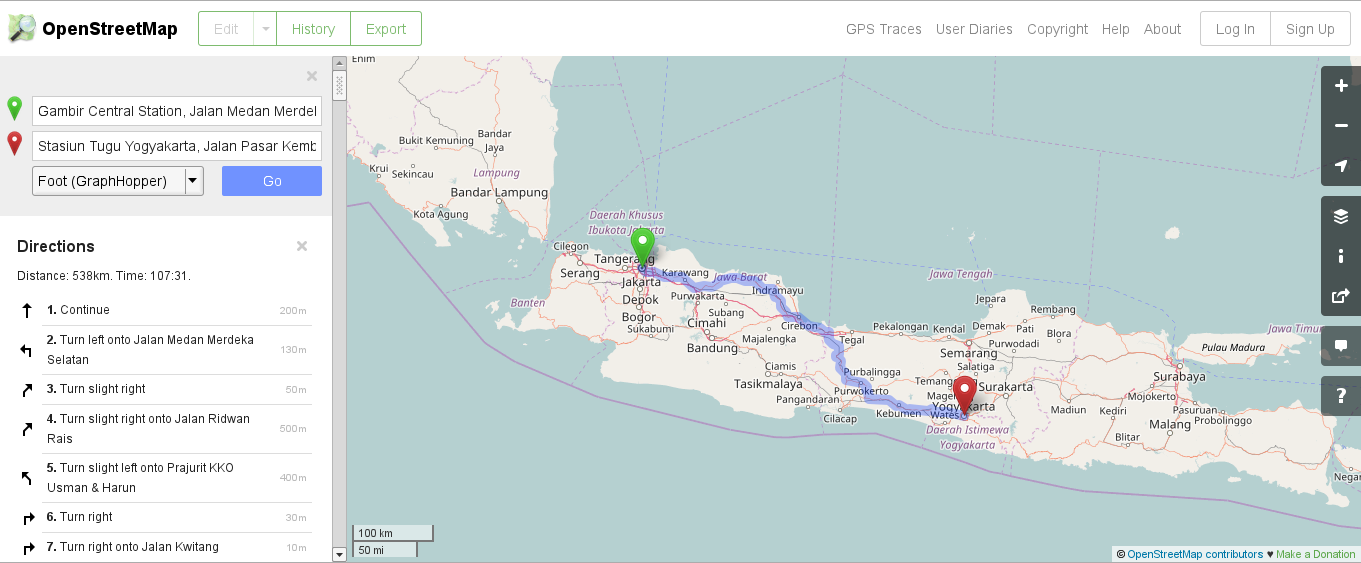 OpenStreetMap
Edit
History
Export
GPS Traces
User Diaries
Copyright
Help
About
Log In
Sign Up
Gambir Central Station, Jalan Medan Merdel
Stasiun Tugu Yogyakarta, Jalan Pasar Kemb
Foot (GraphHopper)
Go
Directions
Distance: 538km. Time: 107:31.
1. Continue
200m
2. Turn left onto Jalan Medan Merdeka
Selatan
130m
3. Turn slight right
50m
4. Turn slight right onto Jalan Ridwan
Rais
500m
5. Turn slight left onto Prajurit KKO
Usman & Harun
400m
6. Turn right
30m
7. Turn right onto Jalan Kwitang
10m
Enim
Bukit Kemuning
Bandar
Jaya
Krui
Sekincau
Lampung
Bandar Lampung
Kota Agung
Daerah Khusus
Ibukota Jakarta
Cilegon
Tangerang
Serang
Jakarta
Karawang
Jawa Barat
Indramayu
Banten
Depok
Purwakarta
Bogor
Subang
Sukabumi
Cimahi
Cirebon
Majalengka
Bandung
Tegal
Pekalongan
Kendal
Demak
Jepara
Jawa Tengah
Rembang
Pati
Blora
Semarang
Purwodadi
Salatiga
Ciamis
Tasikmalaya
Purbalingga
Purwokerto
Pangandaran
Cilacap
Kebumen
Temang
Mage
Surakarta
Yogyakarta
Wates
Daerah Istimewa
Yogyakarta
Madiun
Kediri
Blitar
Malang
Mojokerto
Surabaya
Pasuruan
Probolinggo
Jawa Timu
Pulau Madura
Negar
?
100 km
50 mi
© OpenStreetMap contributors ♥ Make a Donation